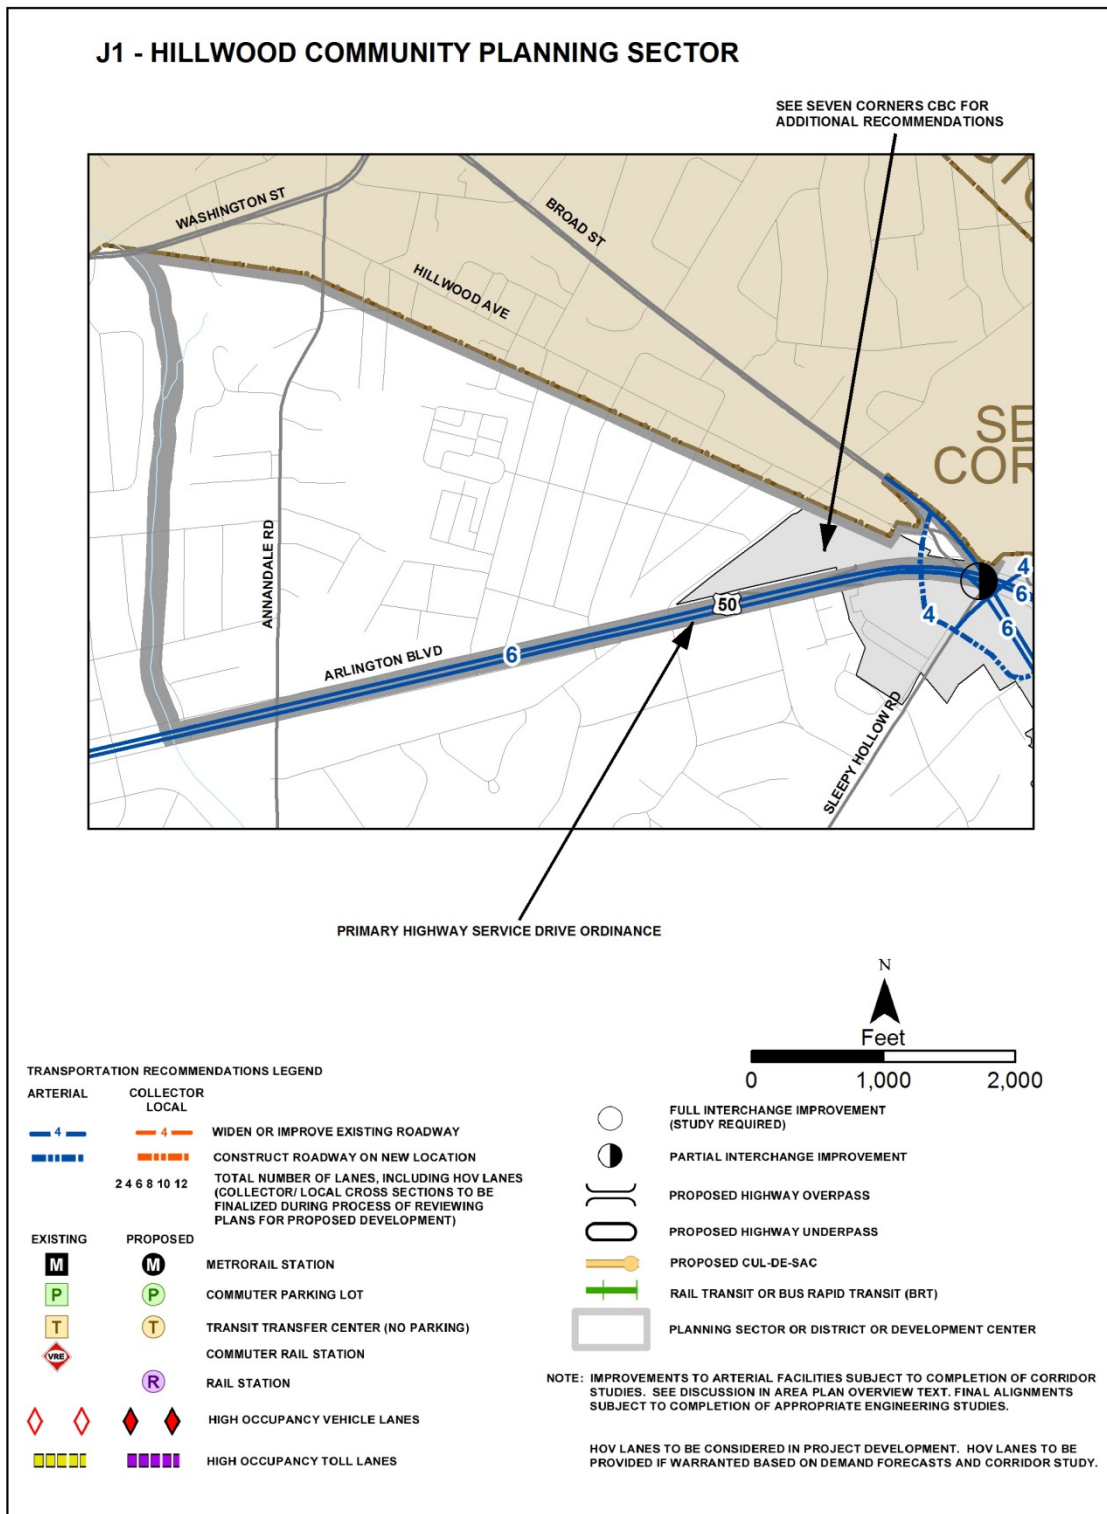 J1 - HILLWOOD COMMUNITY PLANNING SECTOR
SEE SEVEN CORNERS CBC FOR
ADDITIONAL RECOMMENDATIONS
WASHINGTON ST
BROAD ST
HILLWOOD AVE
SE
COR
ANNANDALE RD
ARLINGTON BLVD
6
50
4
4
6
6
SLEEPY HOLLOW RD
PRIMARY HIGHWAY SERVICE DRIVE ORDINANCE
N
Feet
0 1,000 2,000
TRANSPORTATION RECOMMENDATIONS LEGEND
ARTERIAL
COLLECTOR
LOCAL
4 4 WIDEN OR IMPROVE EXISTING ROADWAY
CONSTRUCT ROADWAY ON NEW LOCATION
2 4 6 8 10 12
TOTAL NUMBER OF LANES, INCLUDING HOV LANES
(COLLECTOR/ LOCAL CROSS SECTIONS TO BE
FINALIZED DURING PROCESS OF REVIEWING
PLANS FOR PROPOSED DEVELOPMENT)
EXISTING PROPOSED
M M METRORAIL STATION
P P COMMUTER PARKING LOT
T T TRANSIT TRANSFER CENTER (NO PARKING)
VRE COMMUTER RAIL STATION
R RAIL STATION
HIGH OCCUPANCY VEHICLE LANES
HIGH OCCUPANCY TOLL LANES
FULL INTERCHANGE IMPROVEMENT
(STUDY REQUIRED)
PARTIAL INTERCHANGE IMPROVEMENT
PROPOSED HIGHWAY OVERPASS
PROPOSED HIGHWAY UNDERPASS
PROPOSED CUL-DE-SAC
RAIL TRANSIT OR BUS RAPID TRANSIT (BRT)
PLANNING SECTOR OR DISTRICT OR DEVELOPMENT CENTER
NOTE: IMPROVEMENTS TO ARTERIAL FACILITIES SUBJECT TO COMPLETION OF CORRIDOR
STUDIES. SEE DISCUSSION IN AREA PLAN OVERVIEW TEXT. FINAL ALIGNMENTS
SUBJECT TO COMPLETION OF APPROPRIATE ENGINEERING STUDIES.
HOV LANES TO BE CONSIDERED IN PROJECT DEVELOPMENT. HOV LANES TO BE
PROVIDED IF WARRANTED BASED ON DEMAND FORECASTS AND CORRIDOR STUDY.